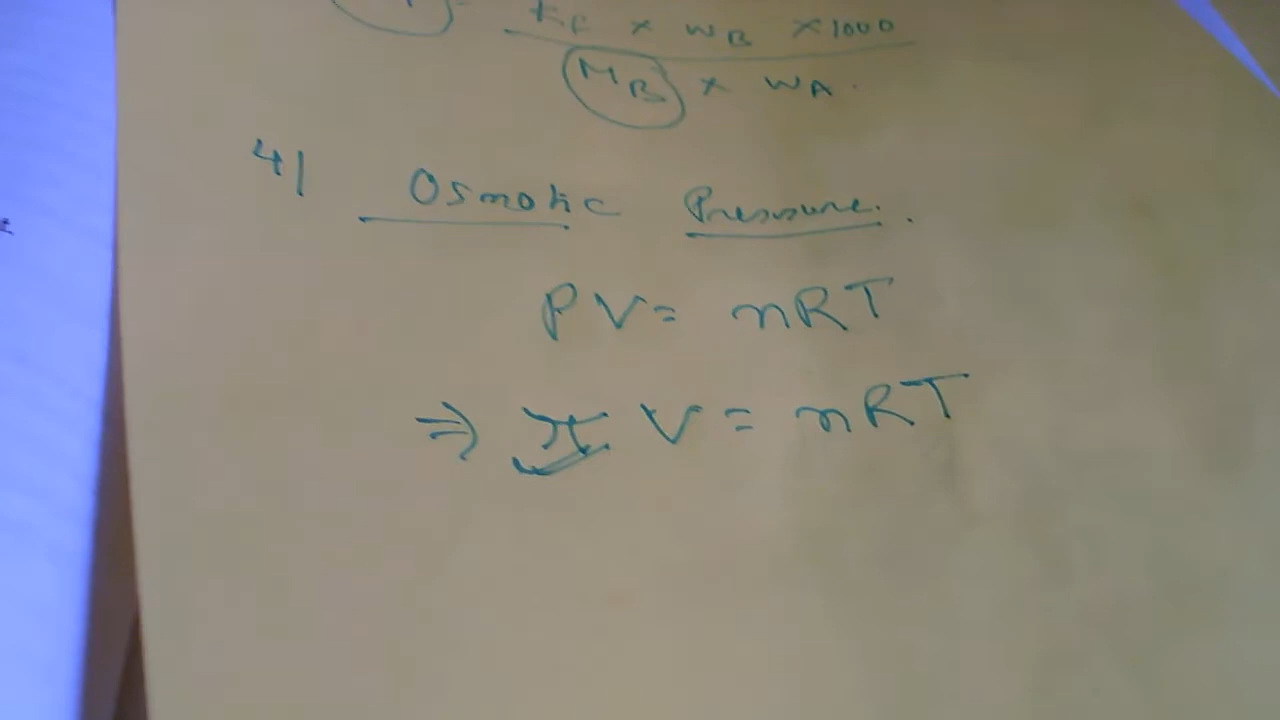 Kf × WB × 1000
MB × WA.
4) Osmotic Pressure.
PV = nRT
⇒ π V = nRT